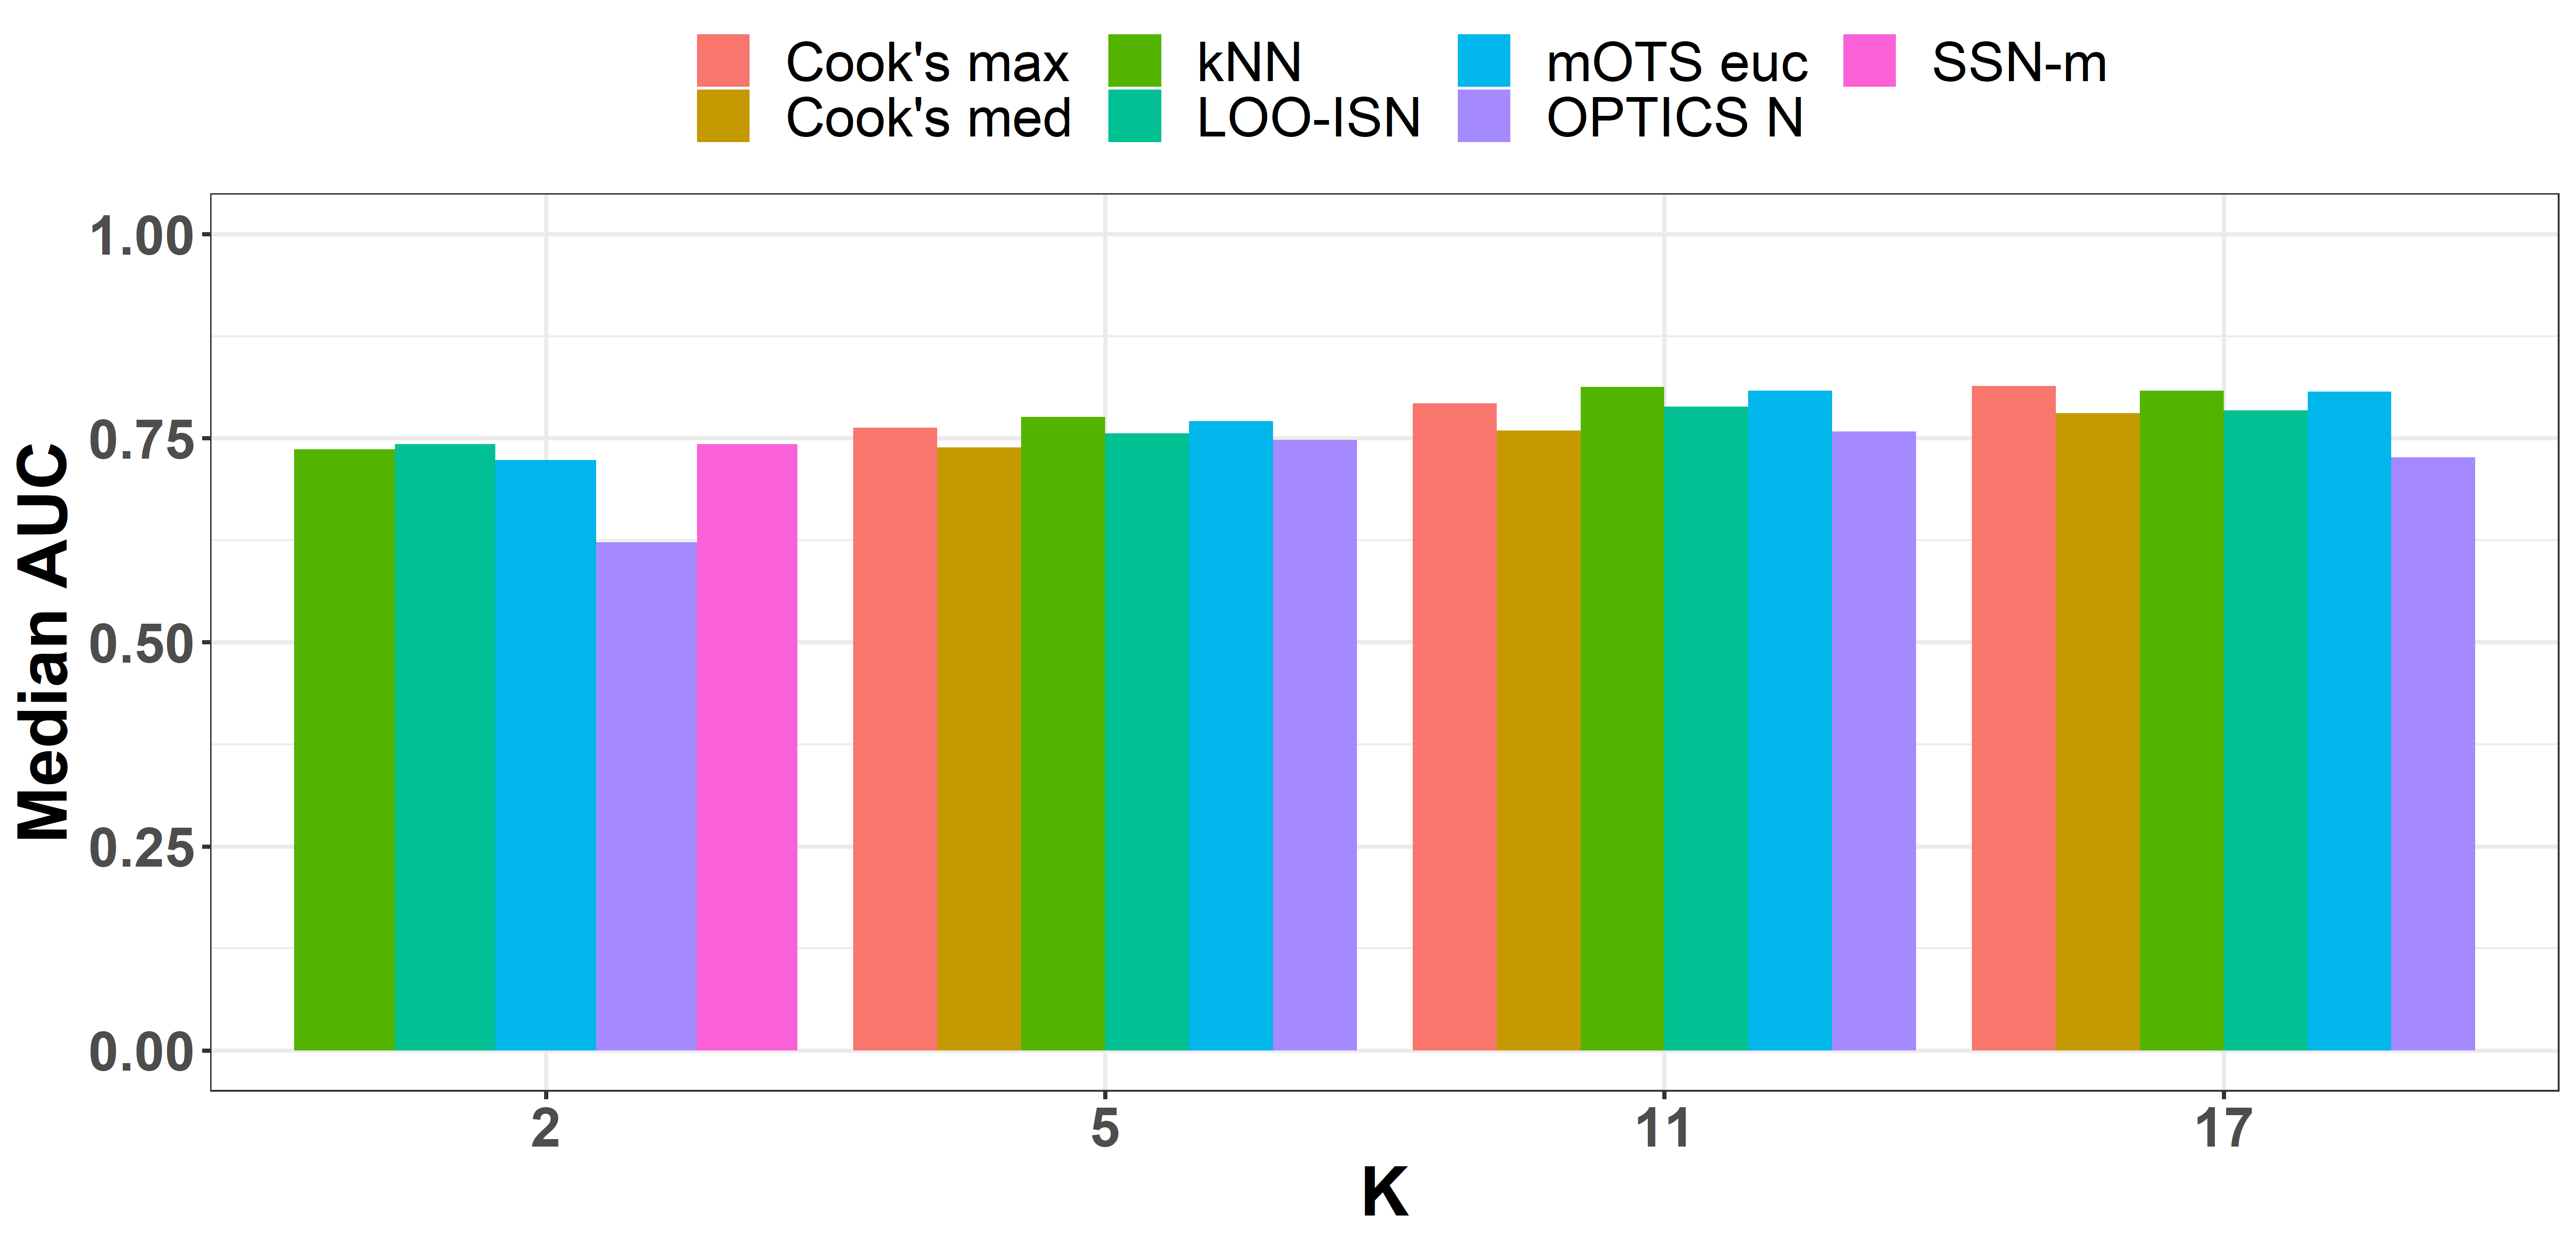 Cook's max kNN mOTS euc SSN-m
Cook's med LOO-ISN OPTICS N
1.00
0.75
0.50
0.25
0.00
Median AUC
2 5 11 17
K